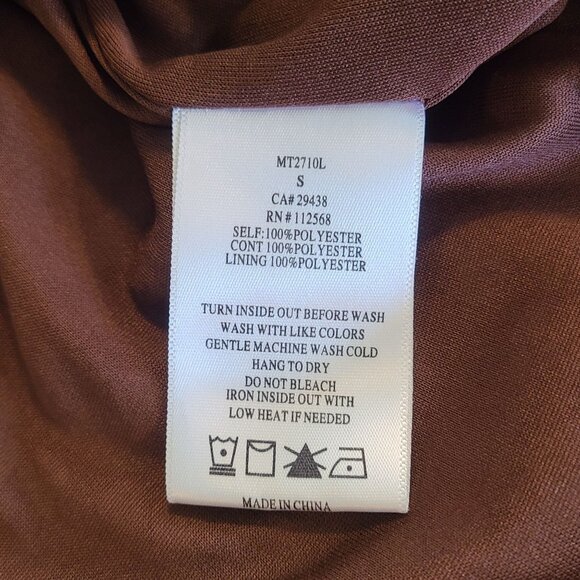 MT2710L
S
CA# 29438
RN # 112568
SELF:100%POLYESTER
CONT 100%POLYESTER
LINING 100%POLYESTER
TURN INSIDE OUT BEFORE WASH
WASH WITH LIKE COLORS
GENTLE MACHINE WASH COLD
HANG TO DRY
DO NOT BLEACH
IRON INSIDE OUT WITH
LOW HEAT IF NEEDED
MADE IN CHINA